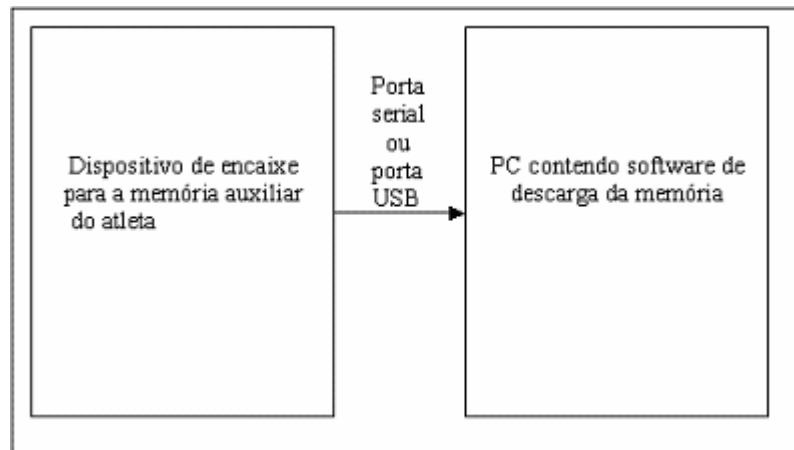 Dispositivo de encaixe
para a memória auxiliar
do atleta
Porta
serial
ou
porta
USB
PC contendo software de
descarga da memória